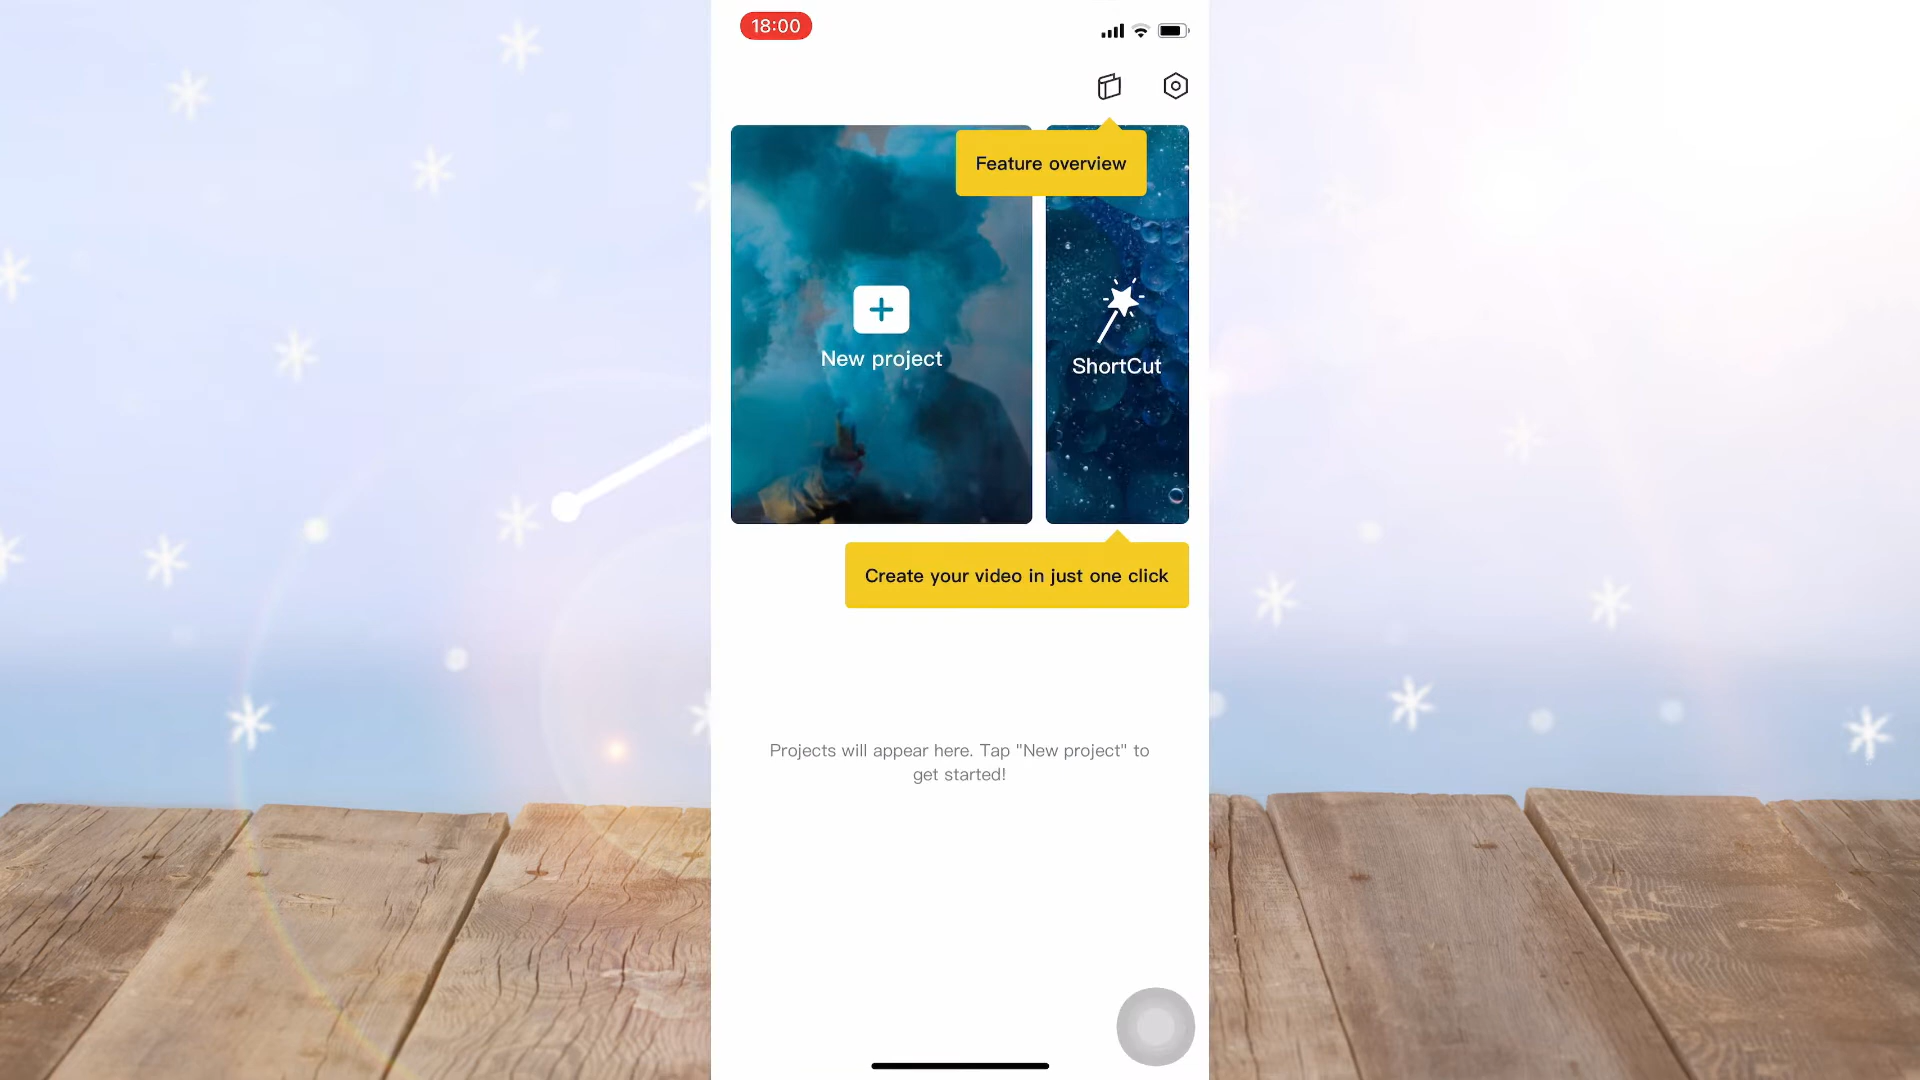 18:00
Feature overview
New project
ShortCut
Create your video in just one click
Projects will appear here. Tap "New project" to
get started!